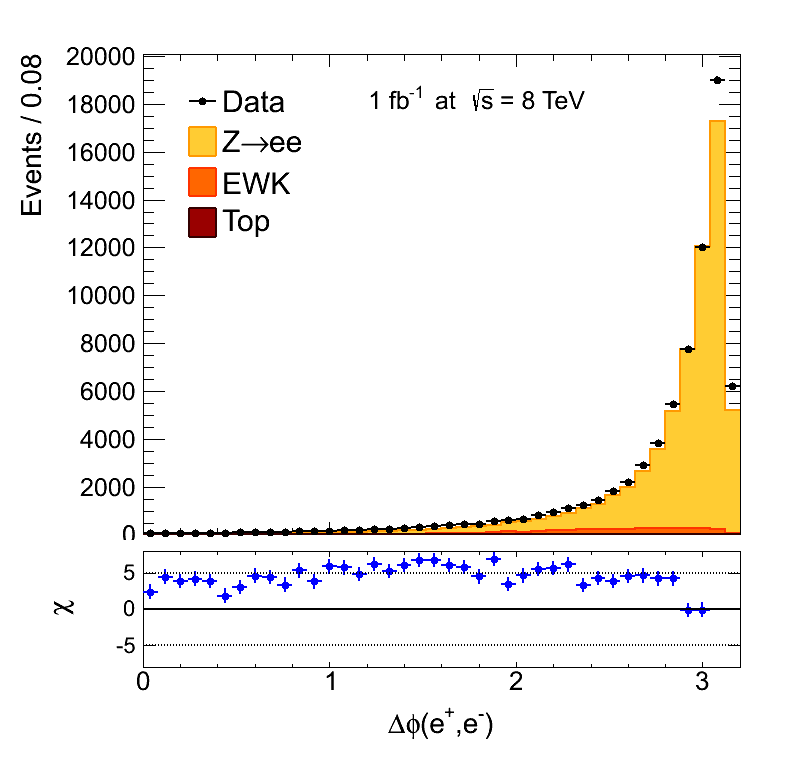 Events / 0.08
20000
18000
16000
14000
12000
10000
8000
6000
4000
2000
0
Data
Z→ee
EWK
Top
1 fb⁻¹ at √s = 8 TeV
χ
5
0
-5
0 1 2 3
Δϕ(e⁺,e⁻)